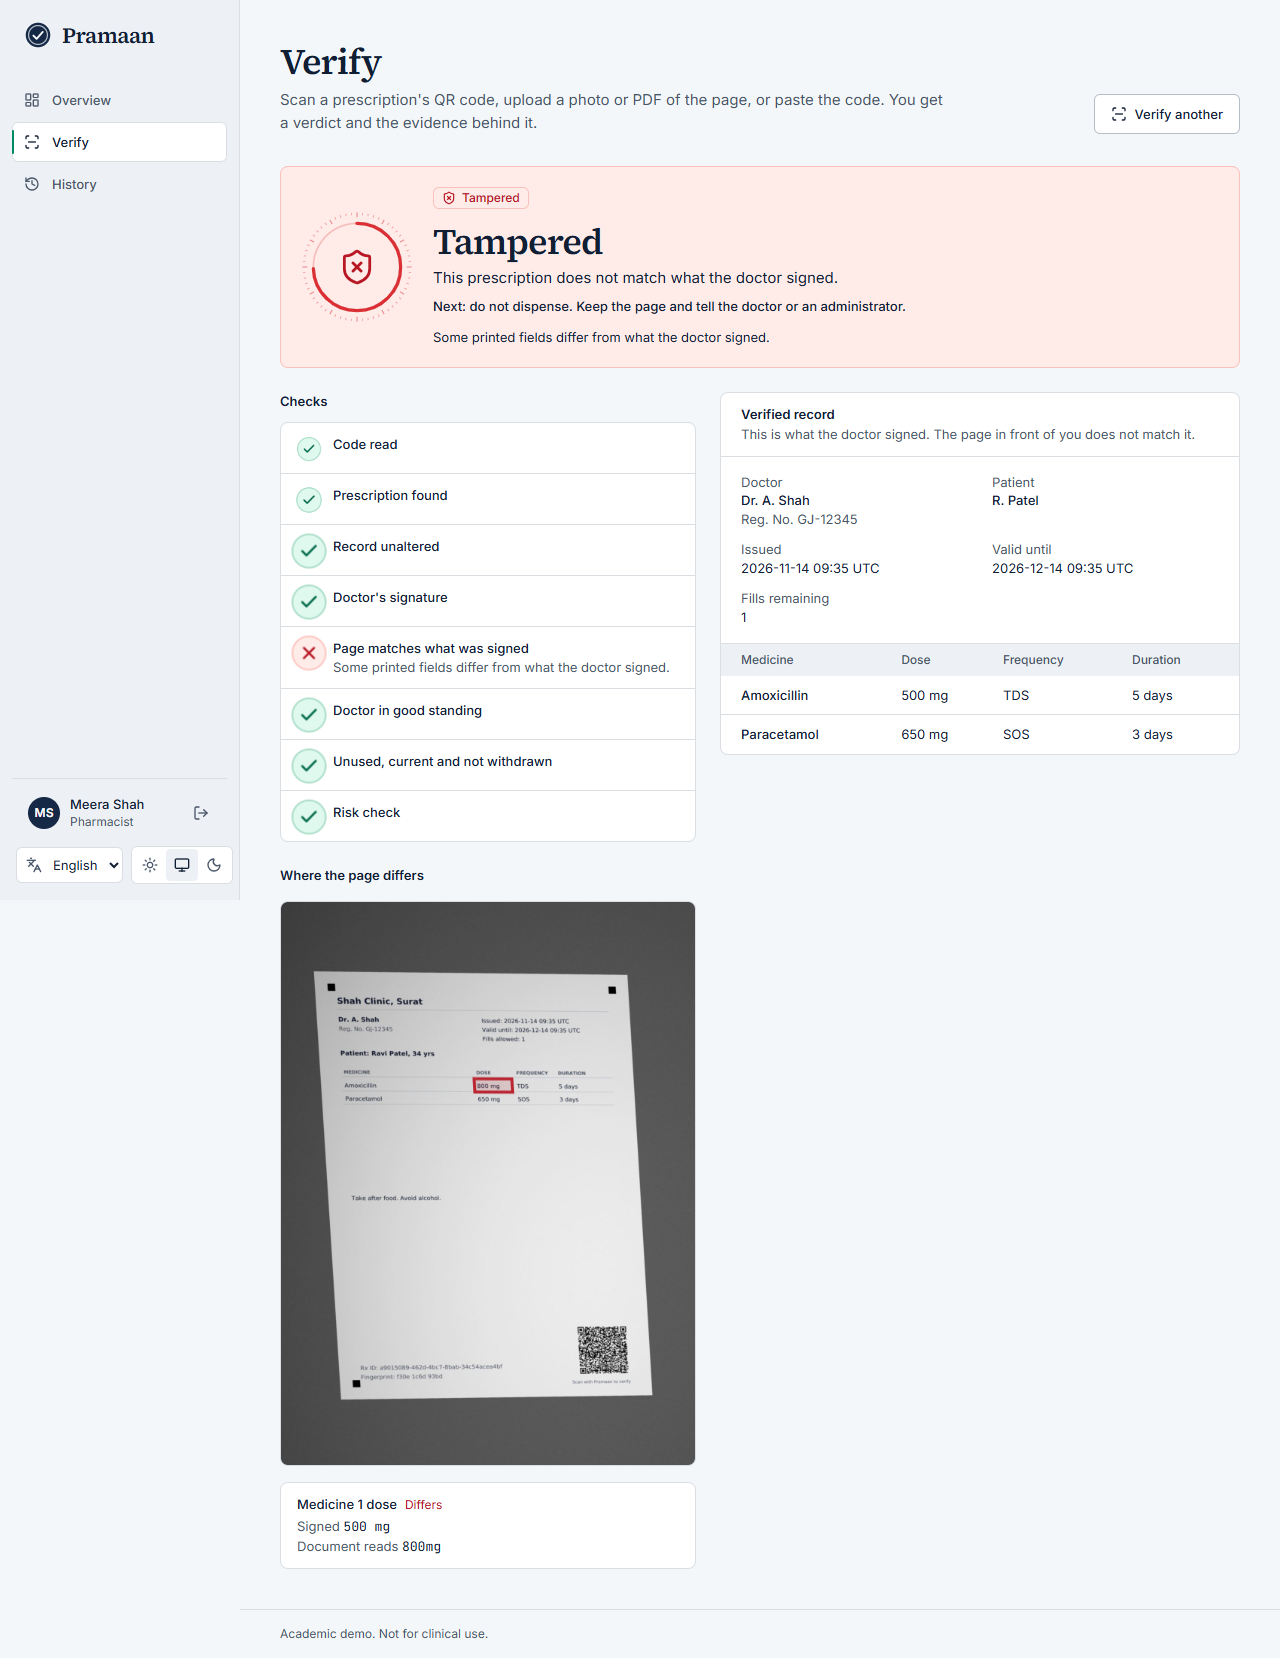 Pramaan
Overview
Verify
History
Meera Shah
MS
Pharmacist
English
Verify
Scan a prescription's QR code, upload a photo or PDF of the page, or paste the code. You get
a verdict and the evidence behind it.
Verify another
Tampered
Tampered
This prescription does not match what the doctor signed.
Next: do not dispense. Keep the page and tell the doctor or an administrator.
Some printed fields differ from what the doctor signed.
Checks
Code read
Prescription found
Record unaltered
Doctor's signature
Page matches what was signed
Some printed fields differ from what the doctor signed.
Doctor in good standing
Unused, current and not withdrawn
Risk check
Verified record
This is what the doctor signed. The page in front of you does not match it.
Doctor Patient
Dr. A. Shah R. Patel
Reg. No. GJ-12345
Issued Valid until
2026-11-14 09:35 UTC 2026-12-14 09:35 UTC
Fills remaining
1
Medicine Dose Frequency Duration
Amoxicillin 500 mg TDS 5 days
Paracetamol 650 mg SOS 3 days
Where the page differs
Shah Clinic, Surat
Dr. A. Shah Issued: 2026-11-14 09:35 UTC
Reg. No. GJ-12345 Valid until: 2026-12-14 09:35 UTC
Fills allowed: 1
Patient: Ravi Patel, 34 yrs
MEDICINE DOSE FREQUENCY DURATION
Amoxicillin 800 mg TDS 5 days
Paracetamol 650 mg SOS 3 days
Take after food. Avoid alcohol.
Rx ID:
Fingerprint: f30e 1c6d 93bd
Scan with Pramaan to verify
Medicine 1 dose Differs
Signed 500 mg
Document reads 800mg
Academic demo. Not for clinical use.